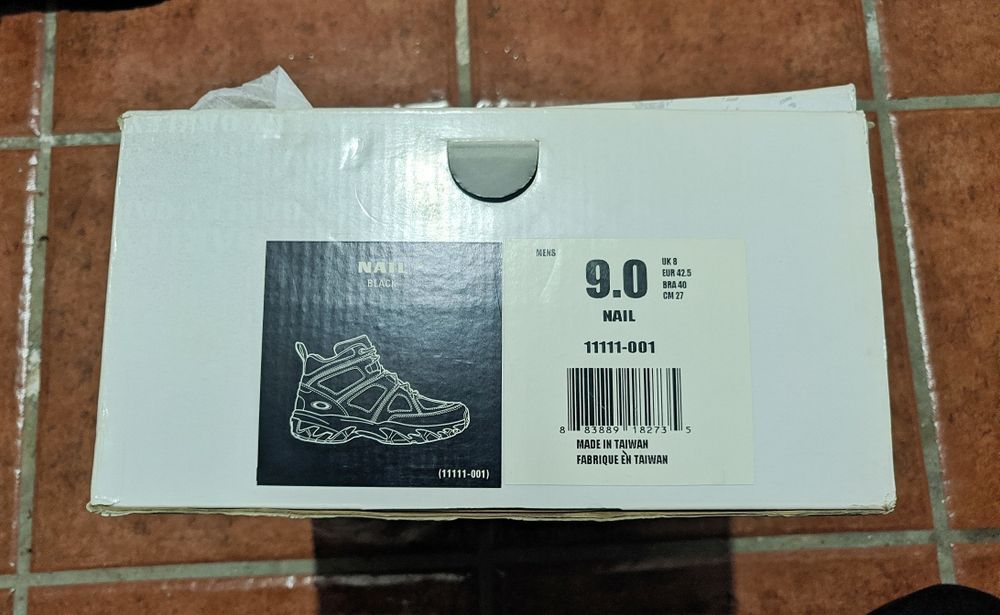 NAIL™
BLACK
(11111-001)
MENS
9.0
UK 8
EUR 42.5
BRA 40
CM 27
NAIL
11111-001
8 83889 18273 5
MADE IN TAIWAN
FABRIQUE ÈN TAIWAN